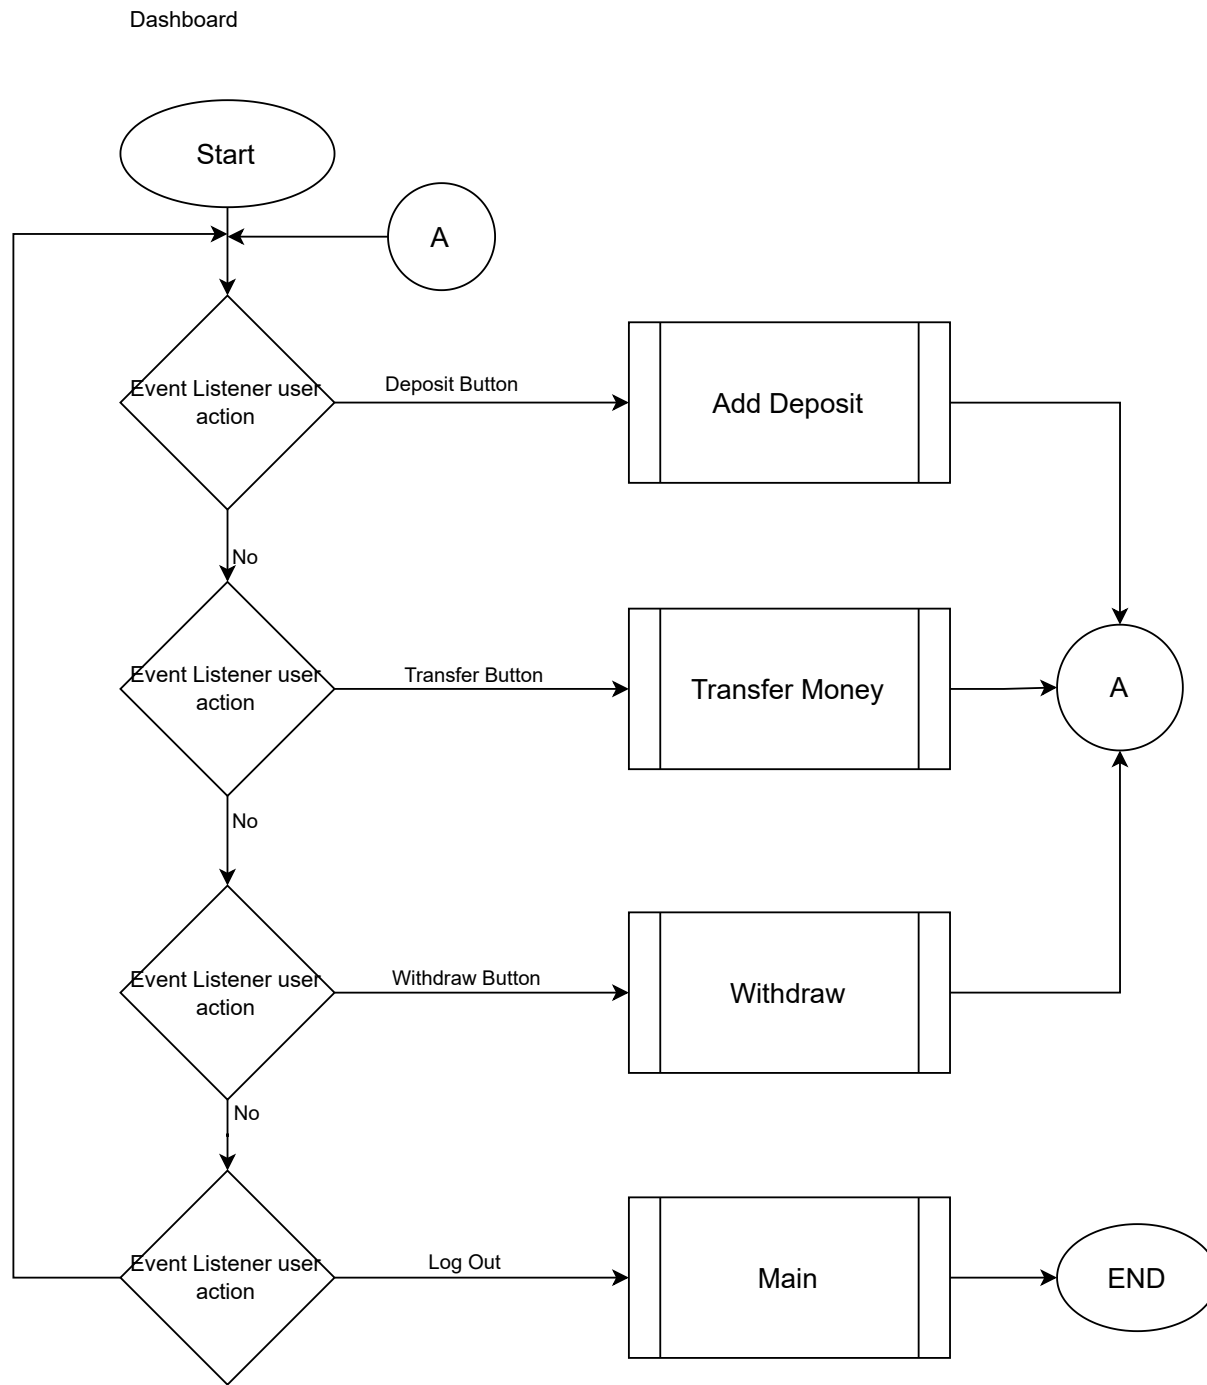 Dashboard
Start
A
Event Listener user
action
Deposit Button
Add Deposit
No
Event Listener user
action
Transfer Button
Transfer Money
A
No
Event Listener user
action
Withdraw Button
Withdraw
No
Event Listener user
action
Log Out
Main
END